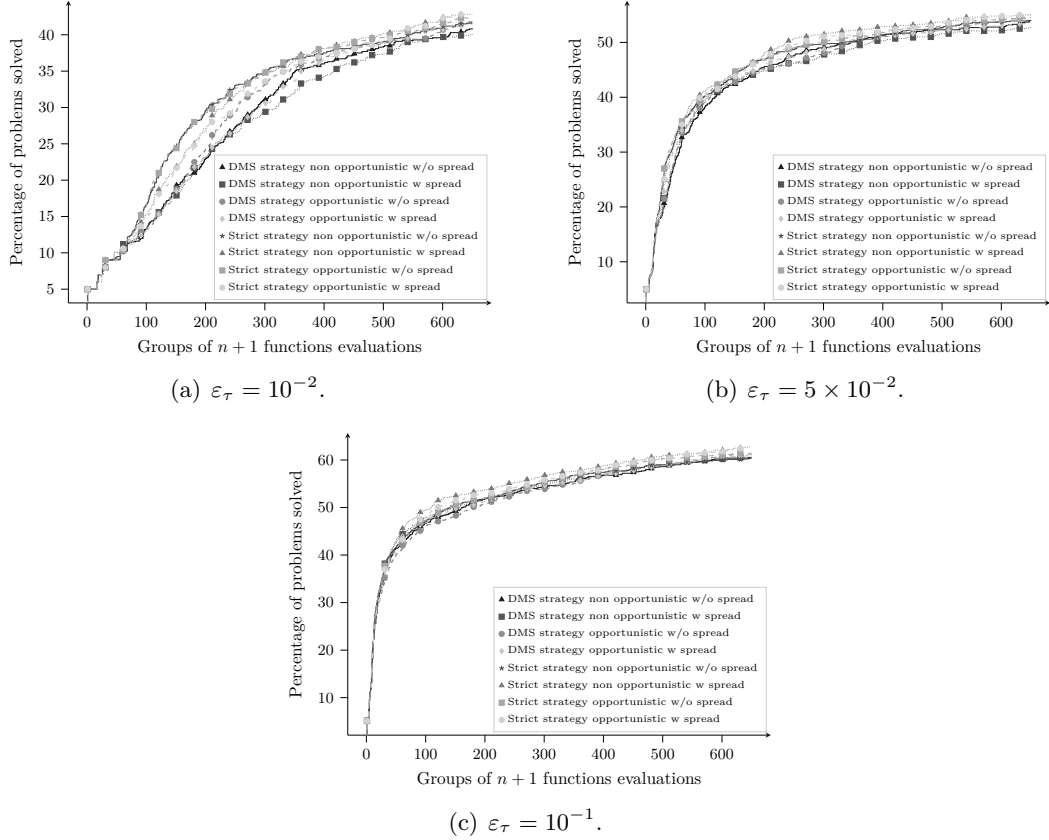 Percentage of problems solved
40
35
30
25
20
15
10
5
0 100 200 300 400 500 600
Groups of n + 1 functions evaluations
DMS strategy non opportunistic w/o spread
DMS strategy non opportunistic w spread
DMS strategy opportunistic w/o spread
DMS strategy opportunistic w spread
Strict strategy non opportunistic w/o spread
Strict strategy non opportunistic w spread
Strict strategy opportunistic w/o spread
Strict strategy opportunistic w spread
(a) ε_τ = 10⁻².
Percentage of problems solved
50
40
30
20
10
0 100 200 300 400 500 600
Groups of n + 1 functions evaluations
DMS strategy non opportunistic w/o spread
DMS strategy non opportunistic w spread
DMS strategy opportunistic w/o spread
DMS strategy opportunistic w spread
Strict strategy non opportunistic w/o spread
Strict strategy non opportunistic w spread
Strict strategy opportunistic w/o spread
Strict strategy opportunistic w spread
(b) ε_τ = 5 × 10⁻².
Percentage of problems solved
60
50
40
30
20
10
0 100 200 300 400 500 600
Groups of n + 1 functions evaluations
DMS strategy non opportunistic w/o spread
DMS strategy non opportunistic w spread
DMS strategy opportunistic w/o spread
DMS strategy opportunistic w spread
Strict strategy non opportunistic w/o spread
Strict strategy non opportunistic w spread
Strict strategy opportunistic w/o spread
Strict strategy opportunistic w spread
(c) ε_τ = 10⁻¹.